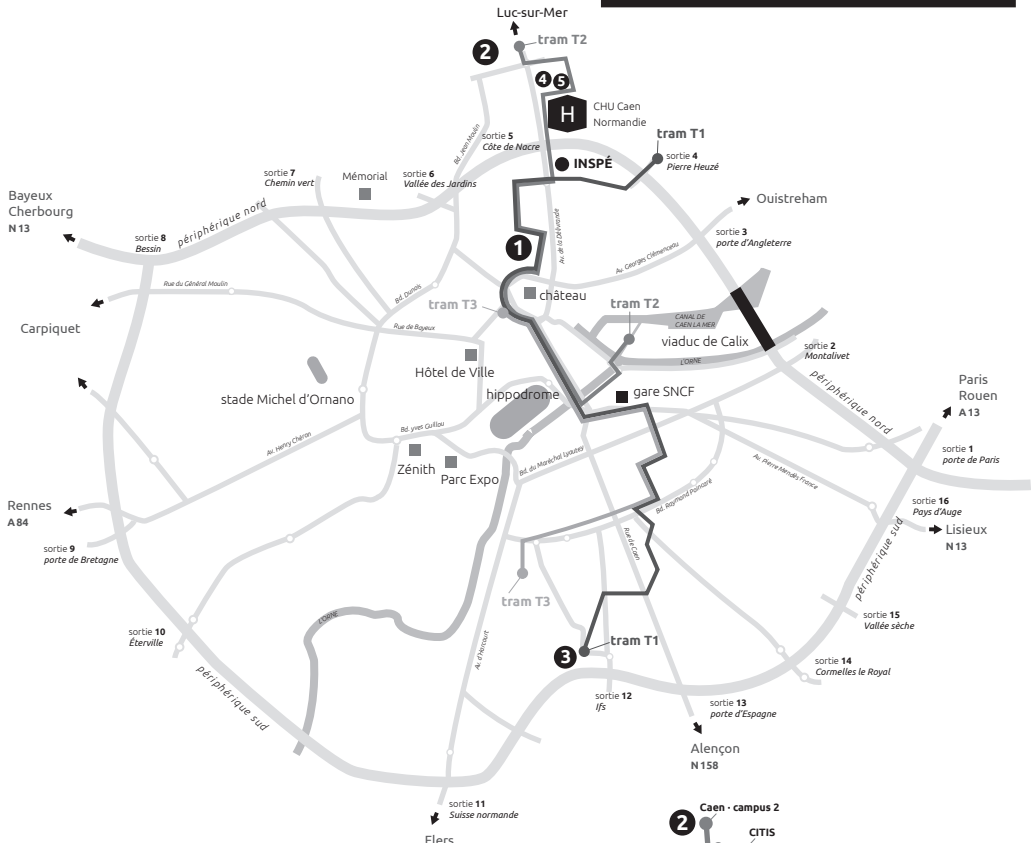 Luc-sur-Mer
tram T2
2
4 5
H
CHU Caen
Normandie
Bd. Jean Moulin
sortie 5
Côte de Nacre
tram T1
INSPÉ
sortie 4
Pierre Heuzé
sortie 7
Chemin vert
Mémorial
sortie 6
Vallée des Jardins
Bayeux
Cherbourg
N 13
périphérique nord
Ouistreham
sortie 8
Bessin
sortie 3
porte d'Angleterre
1
Av. de la Délivrande
Av. Georges Clémenceau
Rue du Général Moulin
Bd. Dunois
château
tram T3
tram T2
Carpiquet
Rue de Bayeux
CANAL DE
CAEN LA MER
viaduc de Calix
sortie 2
Montalivet
L'ORNE
Hôtel de Ville
périphérique nord
Paris
Rouen
A 13
stade Michel d'Ornano
hippodrome
gare SNCF
Bd. yves Guillou
Av. Henry Chéron
Zénith
Parc Expo
Bd. du Maréchal Lyautey
Av. Pierre Mendès France
sortie 1
porte de Paris
Bd. Raymond Poincaré
Rennes
A 84
sortie 16
Pays d'Auge
Lisieux
N 13
Rue de Caen
sortie 9
porte de Bretagne
périphérique sud
tram T3
L'ORNE
sortie 15
Vallée sèche
sortie 10
Éterville
tram T1
3
Av. d'Harcourt
sortie 14
Cormelles le Royal
périphérique sud
sortie 12
Ifs
sortie 13
porte d'Espagne
Alençon
N 158
sortie 11
Suisse normande
Flers
Caen · campus 2
2
CITIS